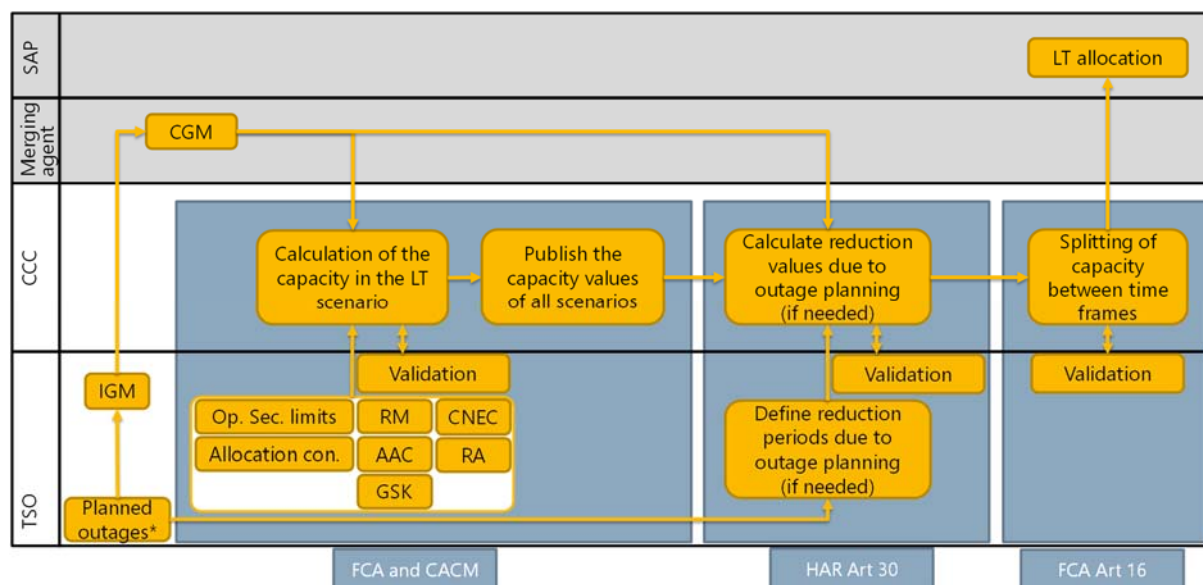 SAP
LT allocation
Merging
agent
CGM
CCC
Calculation of the
capacity in the LT
scenario
Publish the
capacity values
of all scenarios
Calculate reduction
values due to
outage planning
(if needed)
Splitting of
capacity
between time
frames
TSO
IGM
Validation
Validation
Validation
Op. Sec. limits
RM
CNEC
Allocation con.
AAC
RA
GSK
Define reduction
periods due to
outage planning
(if needed)
Planned
outages*
FCA and CACM
HAR Art 30
FCA Art 16